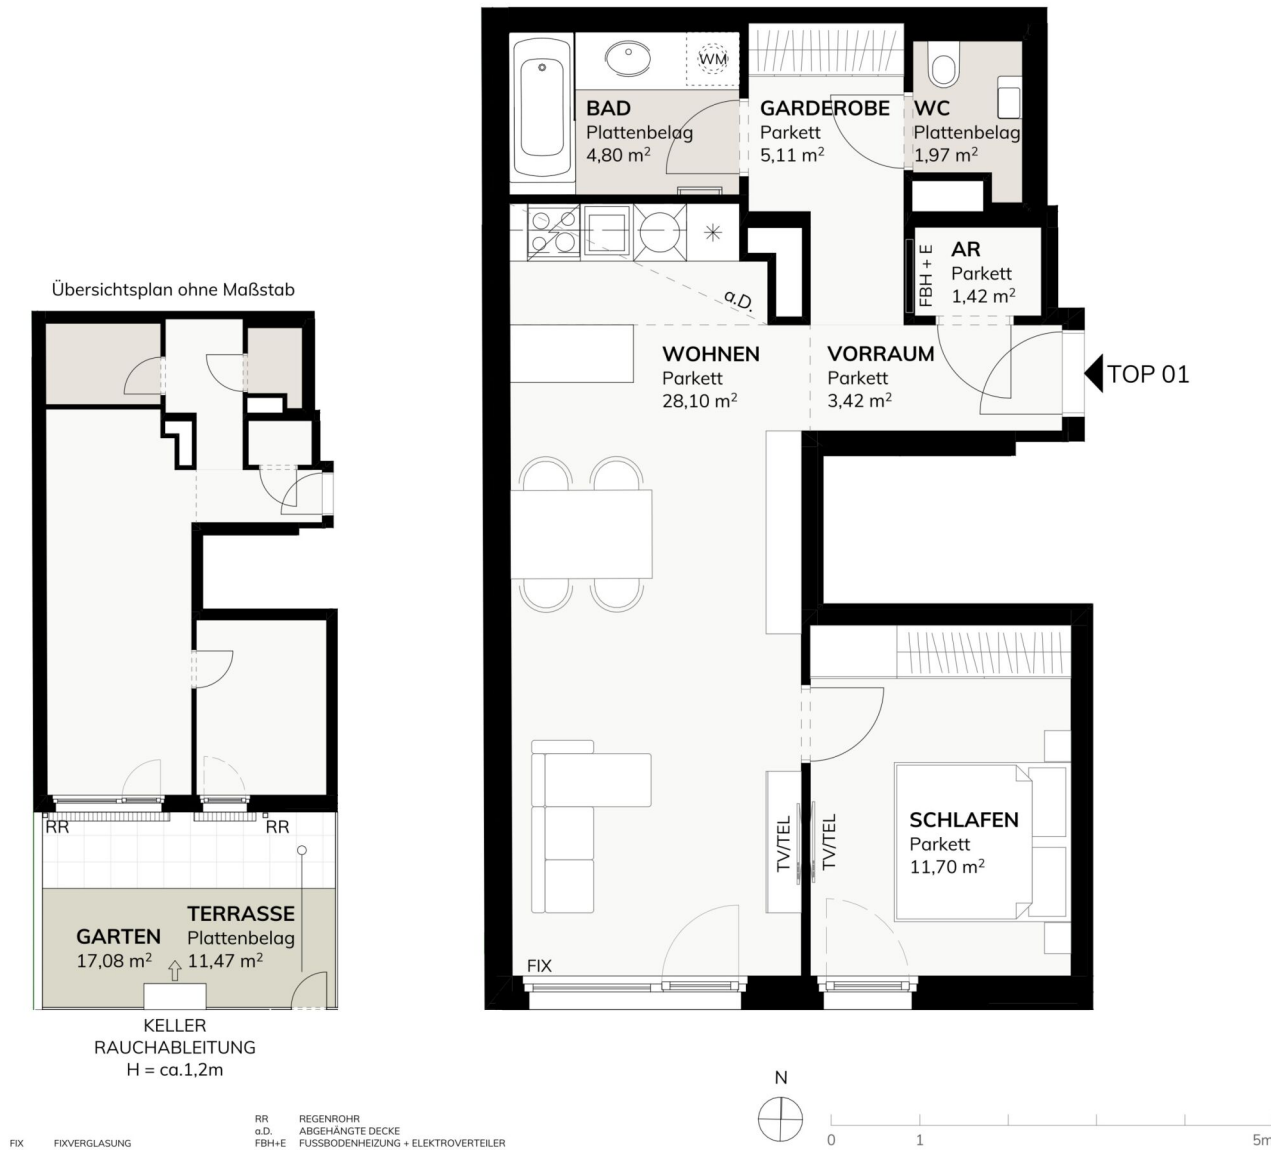 BAD
Plattenbelag
4,80 m²
WM
GARDEROBE
Parkett
5,11 m²
WC
Plattenbelag
1,97 m²
AR
Parkett
1,42 m²
FBH + E
a.D.
WOHNEN
Parkett
28,10 m²
VORRAUM
Parkett
3,42 m²
TOP 01
Übersichtsplan ohne Maßstab
RR
RR
TERRASSE
Plattenbelag
11,47 m²
GARTEN
17,08 m²
KELLER
RAUCHABLEITUNG
H = ca.1,2m
TV/TEL
TV/TEL
SCHLAFEN
Parkett
11,70 m²
FIX
N
0 1 5m
RR REGENROHR
a.D. ABGEHÄNGTE DECKE
FIX FIXVERGLASUNG
FBH+E FUSSBODENHEIZUNG + ELEKTROVERTEILER